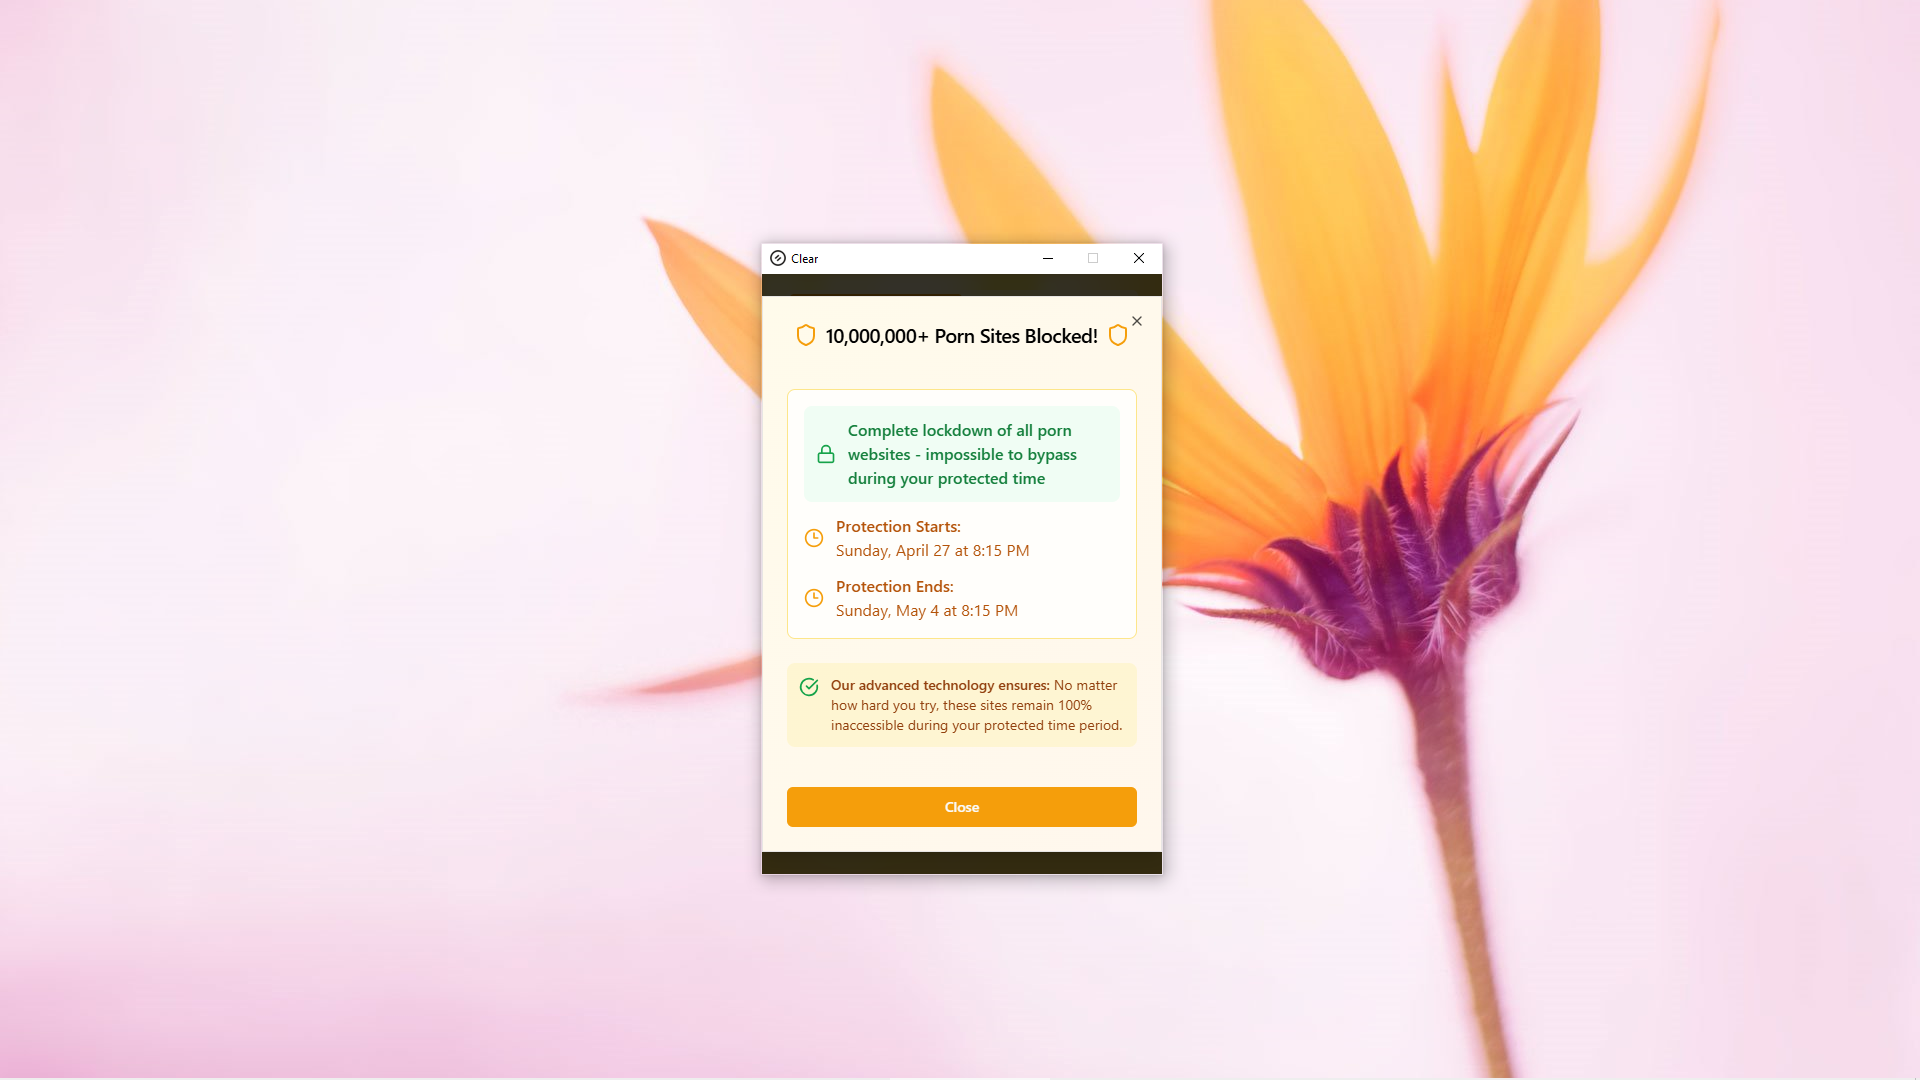 Clear
10,000,000+ Porn Sites Blocked!
Complete lockdown of all porn
websites - impossible to bypass
during your protected time
Protection Starts:
Sunday, April 27 at 8:15 PM
Protection Ends:
Sunday, May 4 at 8:15 PM
Our advanced technology ensures: No matter
how hard you try, these sites remain 100%
inaccessible during your protected time period.
Close